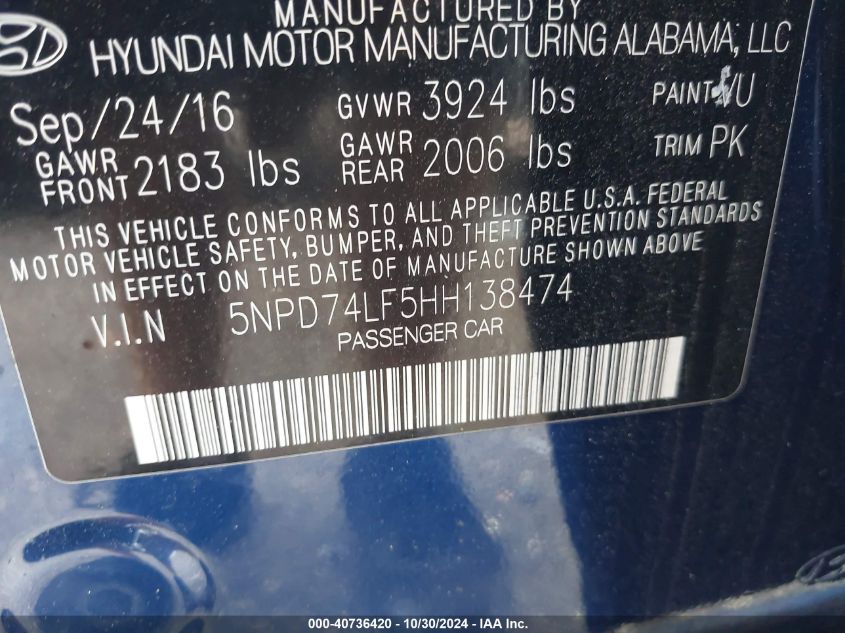 MANUFACTURED BY
HYUNDAI MOTOR MANUFACTURING ALABAMA, LLC
Sep/24/16 GVWR 3924 lbs PAINT U
GAWR FRONT 2183 lbs GAWR REAR 2006 lbs TRIM PK
THIS VEHICLE CONFORMS TO ALL APPLICABLE U.S.A. FEDERAL
MOTOR VEHICLE SAFETY, BUMPER, AND THEFT PREVENTION STANDARDS
IN EFFECT ON THE DATE OF MANUFACTURE SHOWN ABOVE
V.I.N 5NPD74LF5HH138474
PASSENGER CAR
000-40736420 - 10/30/2024 - IAA Inc.